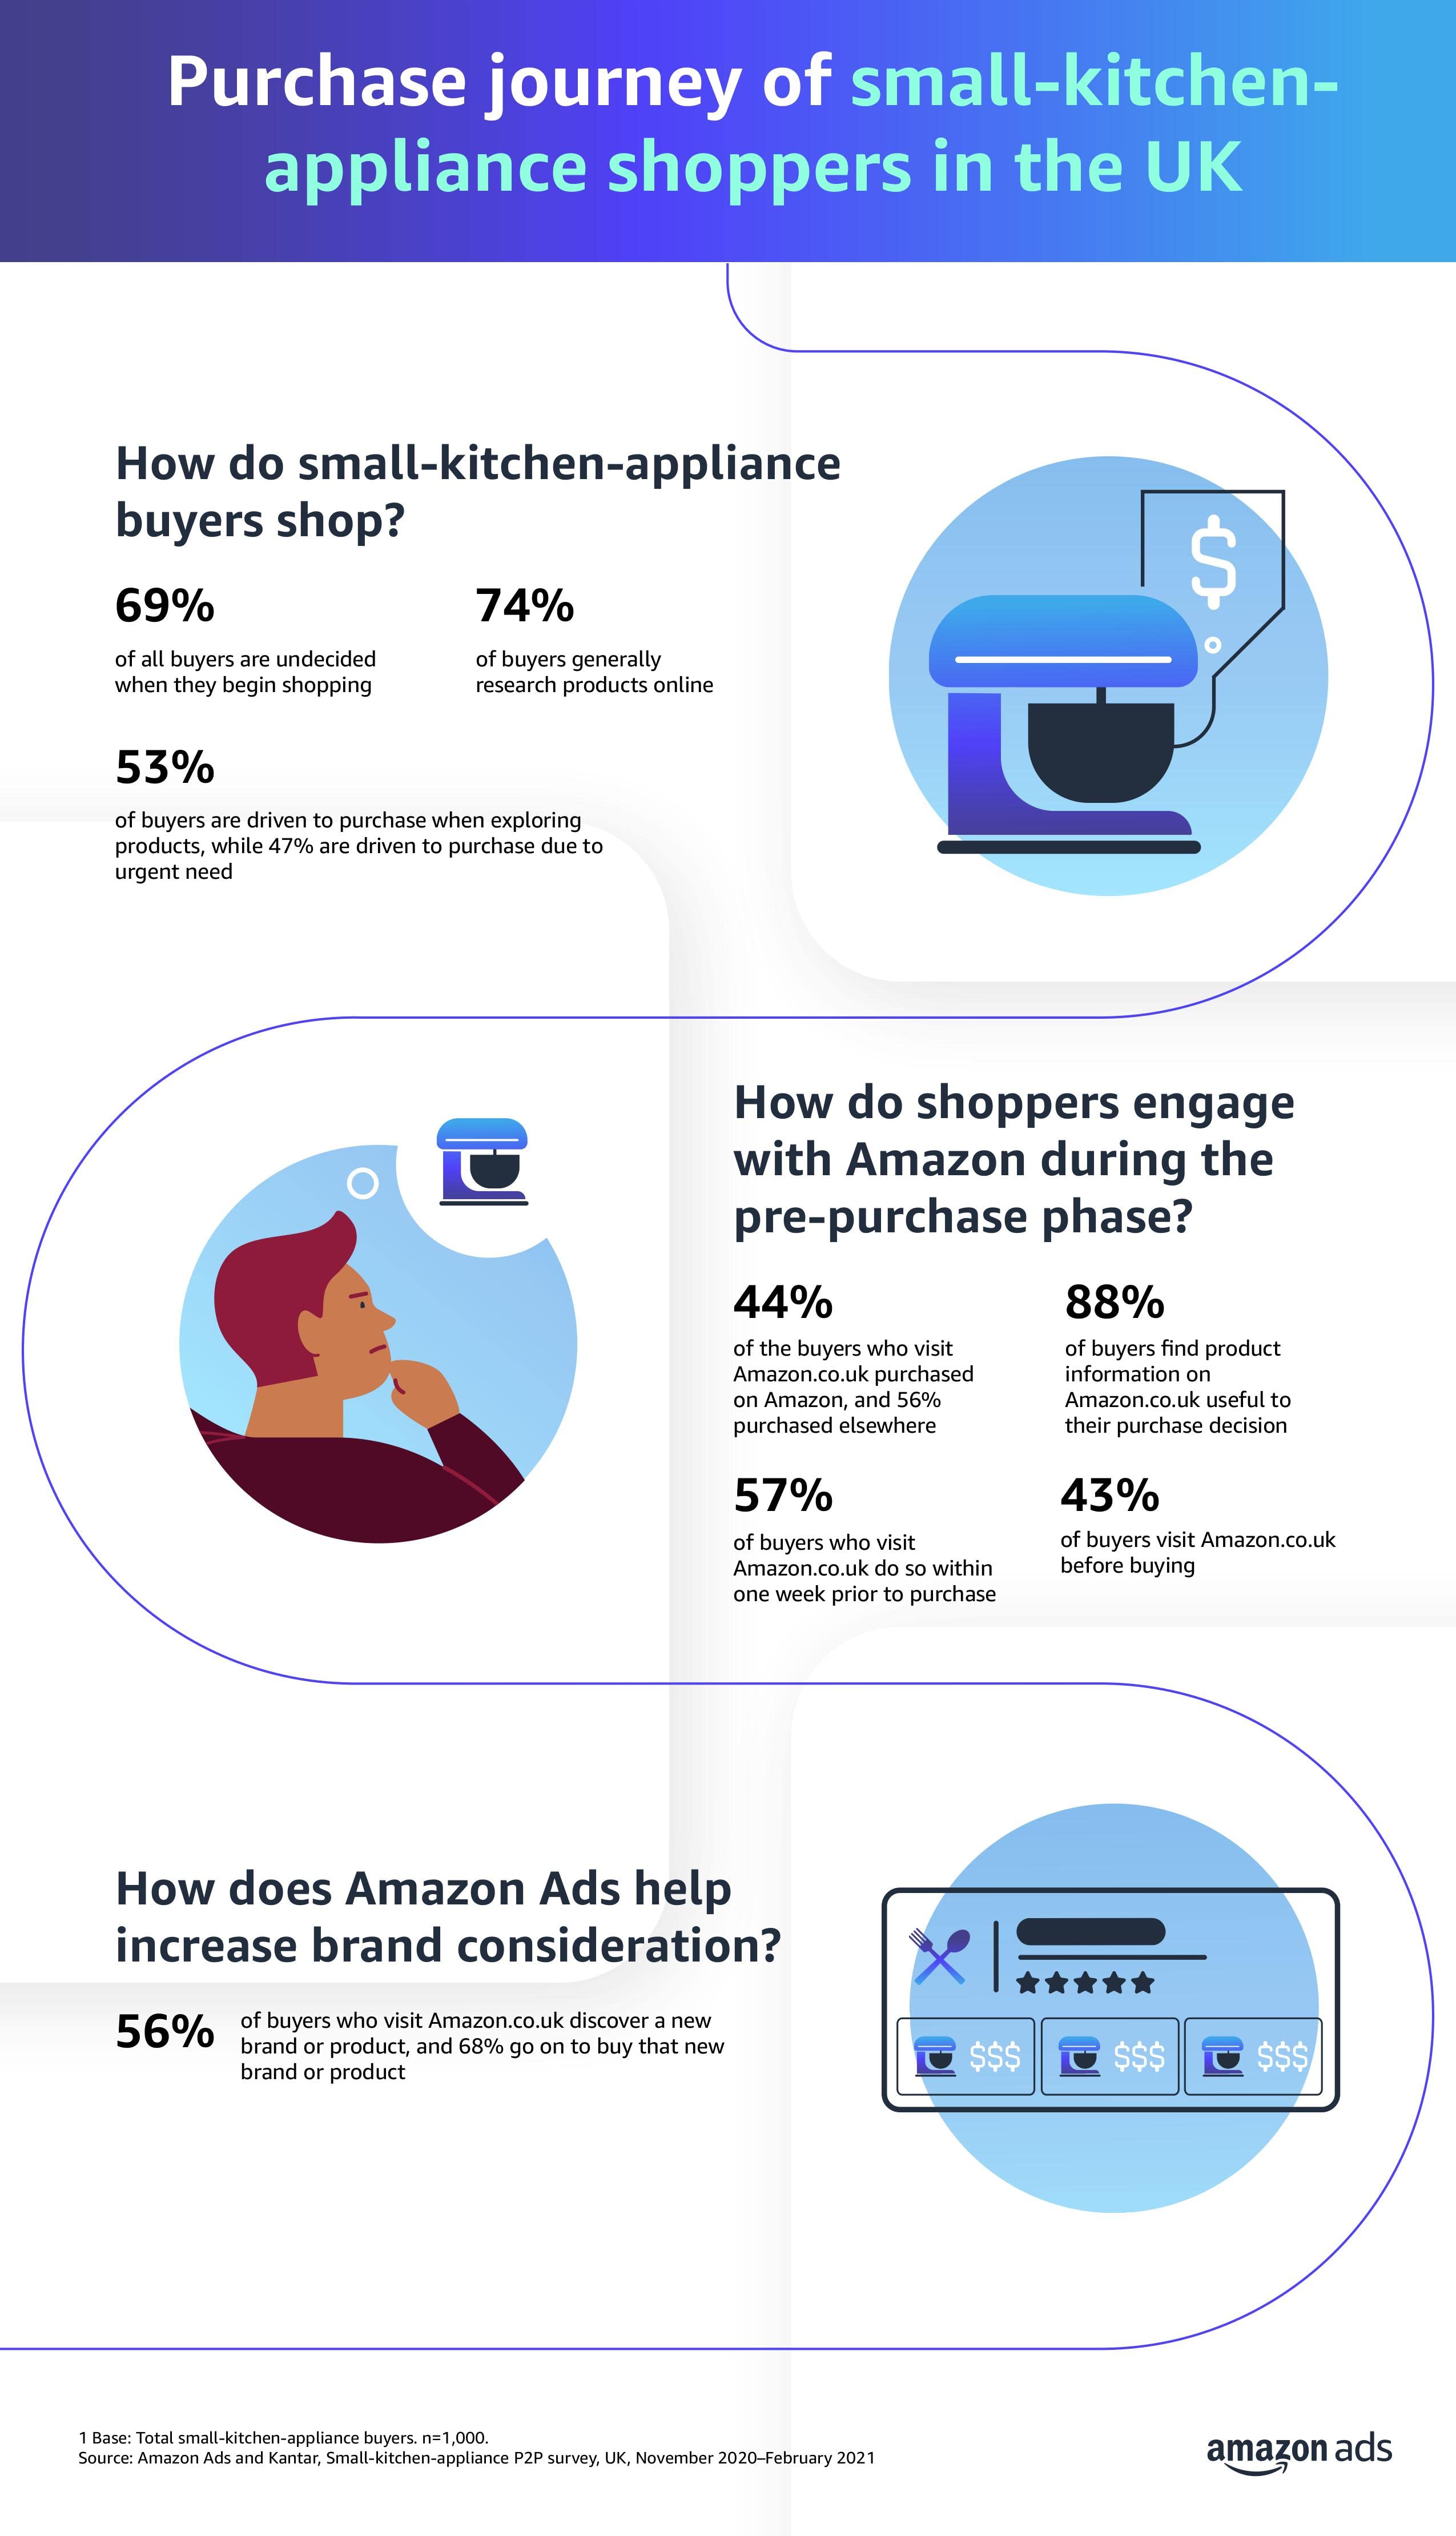 Purchase journey of small-kitchen-
appliance shoppers in the UK
How do small-kitchen-appliance
buyers shop?
69%
of all buyers are undecided
when they begin shopping
74%
of buyers generally
research products online
53%
of buyers are driven to purchase when exploring
products, while 47% are driven to purchase due to
urgent need
$
How do shoppers engage
with Amazon during the
pre-purchase phase?
44%
of the buyers who visit
Amazon.co.uk purchased
on Amazon, and 56%
purchased elsewhere
88%
of buyers find product
information on
Amazon.co.uk useful to
their purchase decision
57%
of buyers who visit
Amazon.co.uk do so within
one week prior to purchase
43%
of buyers visit Amazon.co.uk
before buying
How does Amazon Ads help
increase brand consideration?
56%
of buyers who visit Amazon.co.uk discover a new
brand or product, and 68% go on to buy that new
brand or product
$$$ $$$ $$$
1 Base: Total small-kitchen-appliance buyers. n=1,000.
Source: Amazon Ads and Kantar, Small-kitchen-appliance P2P survey, UK, November 2020–February 2021
amazon ads